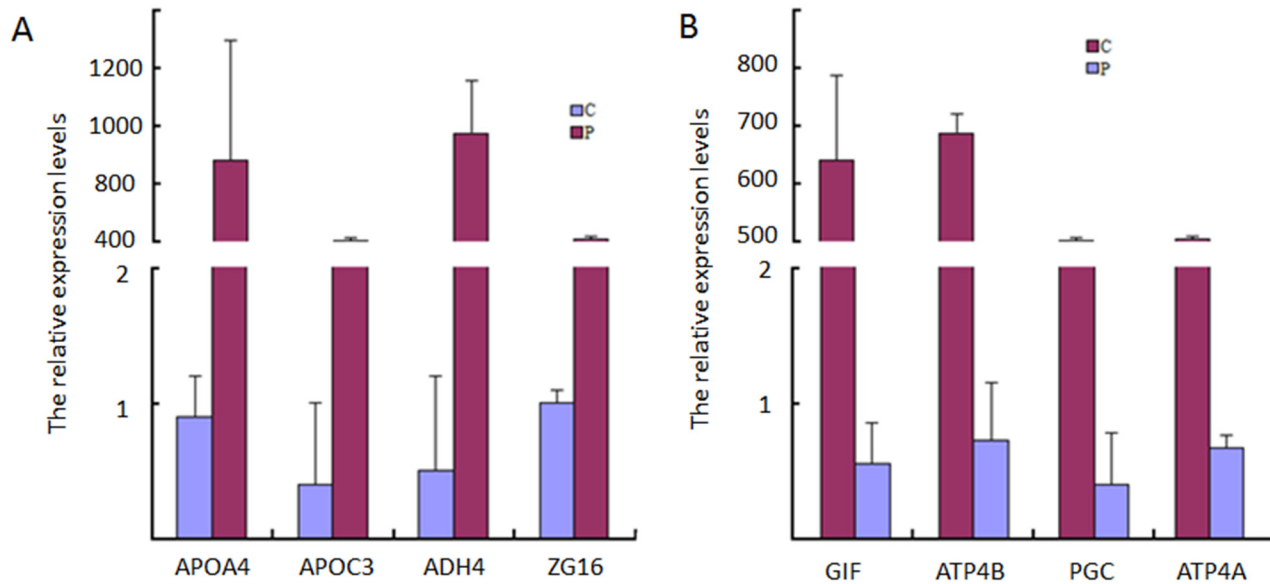 A
The relative expression levels
1200
1000
800
400
2
1
C
P
APOA4 APOC3 ADH4 ZG16
B
The relative expression levels
800
700
600
500
2
1
C
P
GIF ATP4B PGC ATP4A